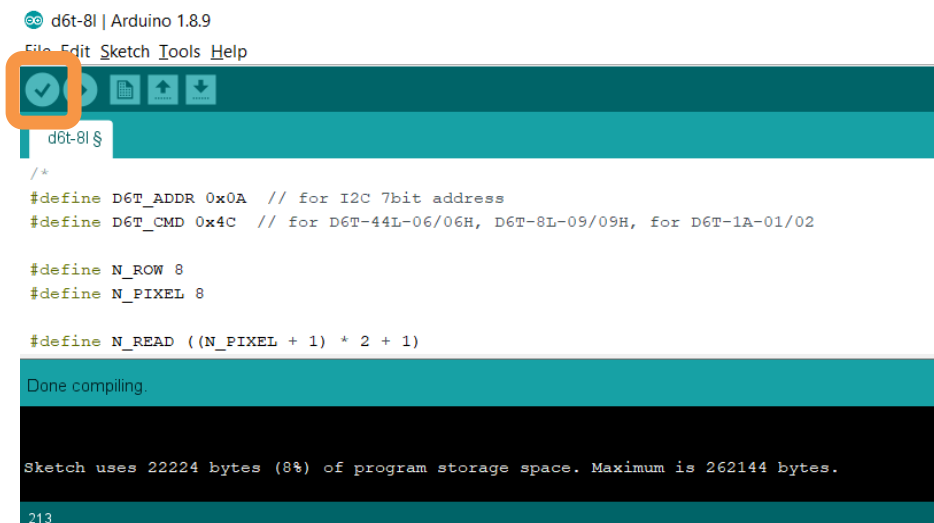 d6t-8l | Arduino 1.8.9
File Edit Sketch Tools Help
d6t-8l §
/*
#define D6T_ADDR 0x0A  // for I2C 7bit address
#define D6T_CMD 0x4C  // for D6T-44L-06/06H, D6T-8L-09/09H, for D6T-1A-01/02
#define N_ROW 8
#define N_PIXEL 8
#define N_READ ((N_PIXEL + 1) * 2 + 1)
Done compiling.
Sketch uses 22224 bytes (8%) of program storage space. Maximum is 262144 bytes.
213